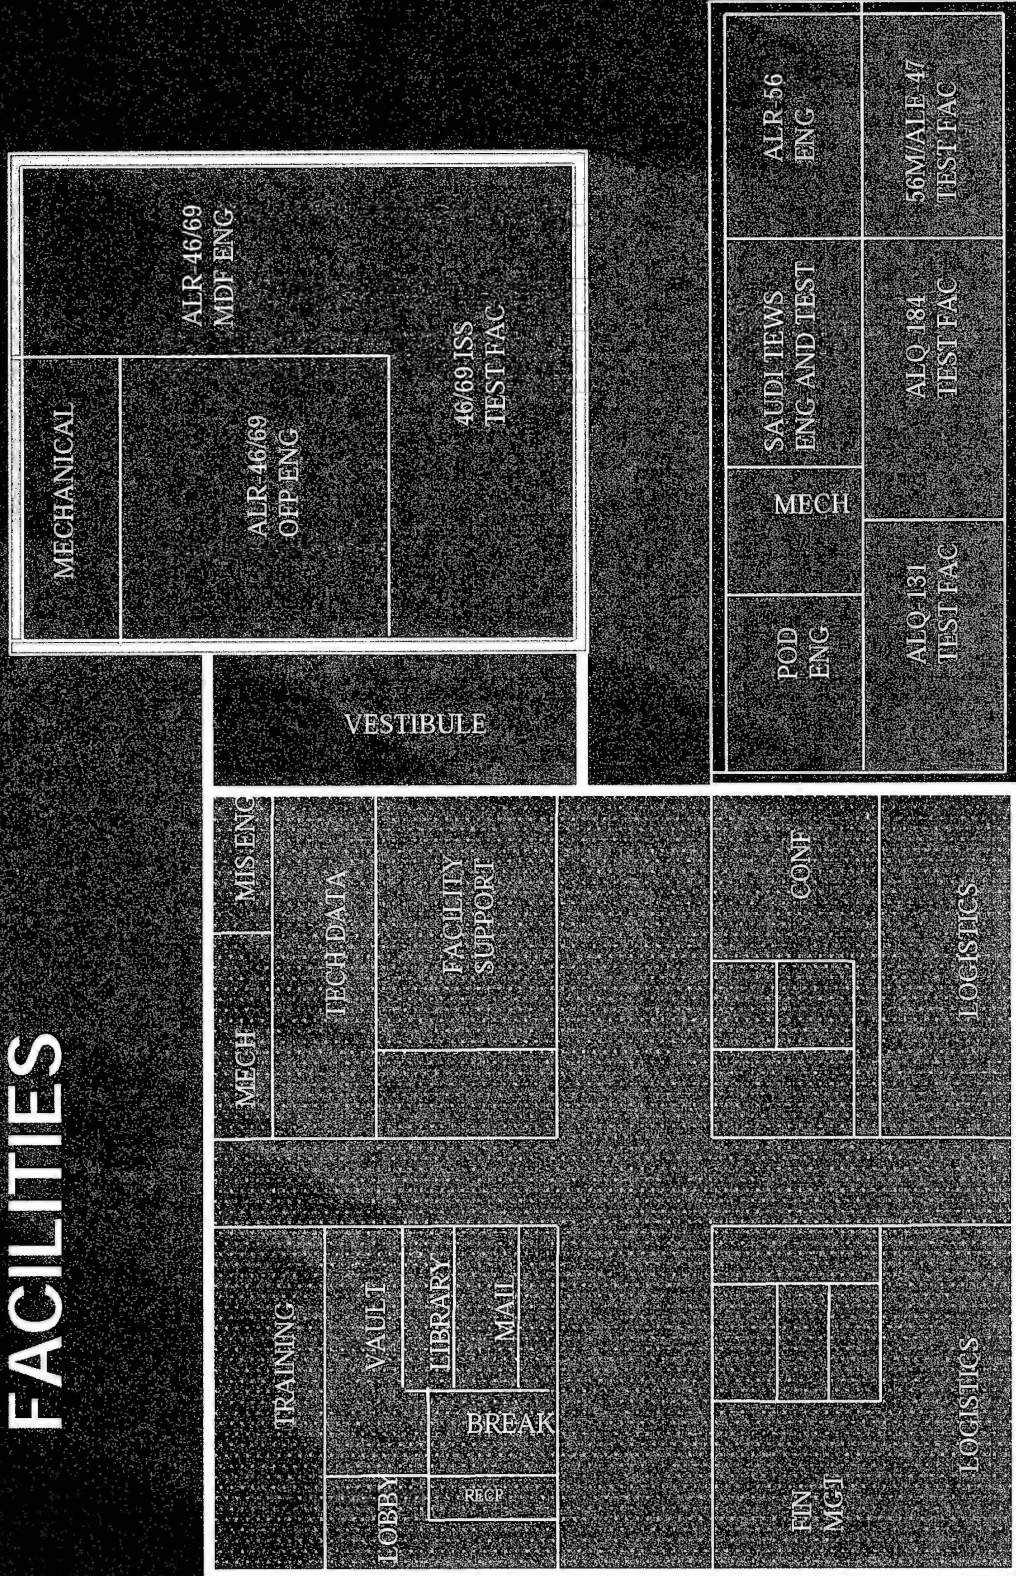 FACILITIES
MECHANICAL
ALR-46/69
OFP ENG
ALR-46/69
MDF ENG
46/69 ISS
TEST FAC
VESTIBULE
TRAINING
MECH
MIS ENG
VAULT
TECH DATA
LIBRARY
MAIL
BREAK
LOBBY
RECP
FACILITY
SUPPORT
POD
ENG
MECH
SAUDI TEWS
ENG AND TEST
ALR-56
ENG
ALQ 131
TEST FAC
ALQ 184
TEST FAC
56M/ALE-47
TEST FAC
FIN
MGT
CONF
LOGISTICS
LOGISTICS